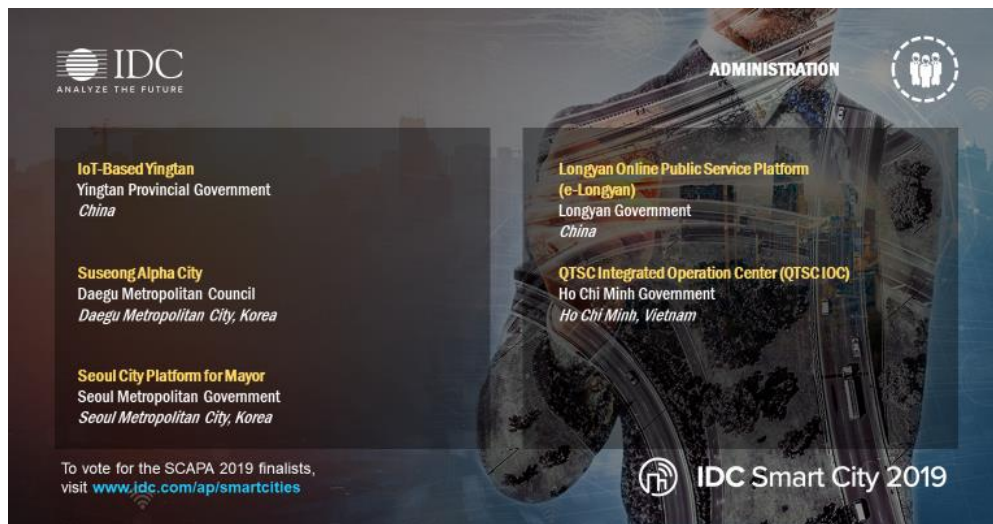 IDC
ANALYZE THE FUTURE
ADMINISTRATION
IoT-Based Yingtan
Yingtan Provincial Government
China
Suseong Alpha City
Daegu Metropolitan Council
Daegu Metropolitan City, Korea
Seoul City Platform for Mayor
Seoul Metropolitan Government
Seoul Metropolitan City, Korea
Longyan Online Public Service Platform
(e-Longyan)
Longyan Government
China
QTSC Integrated Operation Center (QTSC IOC)
Ho Chi Minh Government
Ho Chi Minh, Vietnam
To vote for the SCAPA 2019 finalists,
visit www.idc.com/ap/smartcities
IDC Smart City 2019